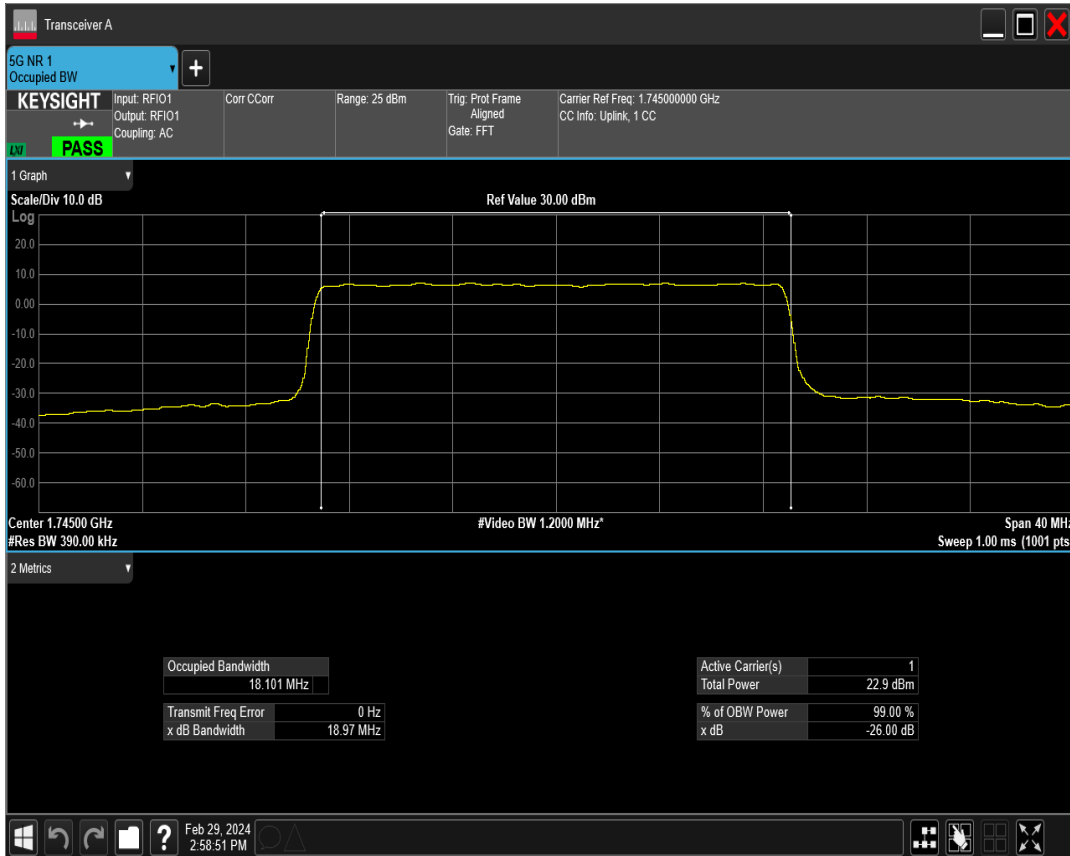 Transceiver A
5G NR 1
Occupied BW
KEYSIGHT
LXI
PASS
Input: RFIO1
Output: RFIO1
Coupling: AC
Corr CCorr
Range: 25 dBm
Trig: Prot Frame
Aligned
Gate: FFT
Carrier Ref Freq: 1.745000000 GHz
CC Info: Uplink, 1 CC
1 Graph
Scale/Div 10.0 dB
Ref Value 30.00 dBm
Log
20.0
10.0
0.00
-10.0
-20.0
-30.0
-40.0
-50.0
-60.0
Center 1.74500 GHz
#Video BW 1.2000 MHz*
Span 40 MHz
#Res BW 390.00 kHz
Sweep 1.00 ms (1001 pts
2 Metrics
Occupied Bandwidth
18.101 MHz
Transmit Freq Error 0 Hz
x dB Bandwidth 18.97 MHz
Active Carrier(s) 1
Total Power 22.9 dBm
% of OBW Power 99.00 %
x dB -26.00 dB
?
Feb 29, 2024
2:58:51 PM